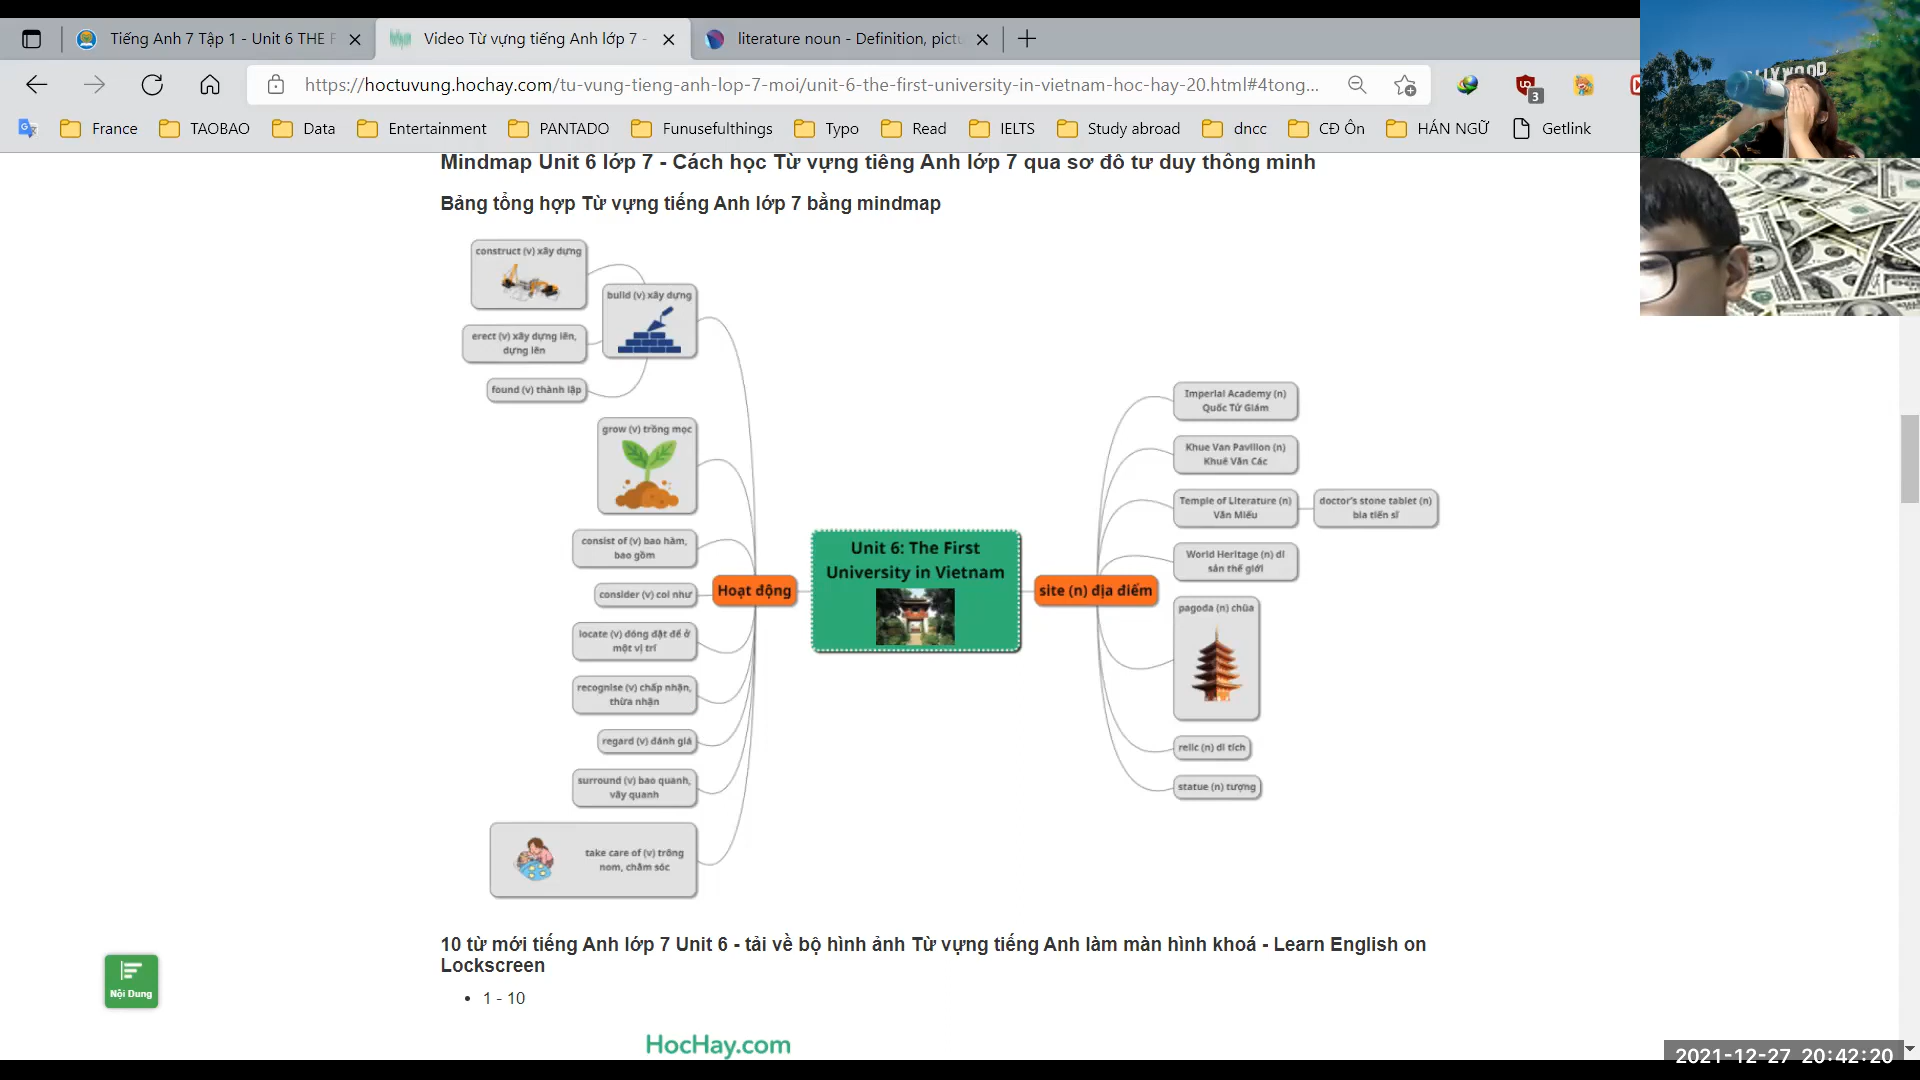 Tiếng Anh 7 Tập 1 - Unit 6 THE F
Video Từ vựng tiếng Anh lớp 7 -
literature noun - Definition, pictu
https://hoctuvung.hochay.com/tu-vung-tieng-anh-lop-7-moi/unit-6-the-first-university-in-vietnam-hoc-hay-20.html#4tong...
3
France
TAOBAO
Data
Entertainment
PANTADO
Funusefulthings
Typo
Read
IELTS
Study abroad
dncc
CĐ Ôn
HÁN NGỮ
Getlink
Mindmap Unit 6 lớp 7 - Cách học Từ vựng tiếng Anh lớp 7 qua sơ đồ tư duy thông minh
Bảng tổng hợp Từ vựng tiếng Anh lớp 7 bằng mindmap
construct (v) xây dựng
build (v) xây dựng
erect (v) xây dựng lên,
dựng lên
found (v) thành lập
grow (v) trồng mọc
consist of (v) bao hàm,
bao gồm
consider (v) coi như
locate (v) đóng đặt để ở
một vị trí
recognise (v) chấp nhận,
thừa nhận
regard (v) đánh giá
surround (v) bao quanh,
vây quanh
take care of (v) trông
nom, chăm sóc
Hoạt động
Unit 6: The First
University in Vietnam
site (n) địa điểm
Imperial Academy (n)
Quốc Tử Giám
Khue Van Pavilion (n)
Khuê Văn Các
Temple of Literature (n)
Văn Miếu
doctor's stone tablet (n)
bia tiến sĩ
World Heritage (n) di
sản thế giới
pagoda (n) chùa
relic (n) di tích
statue (n) tượng
10 từ mới tiếng Anh lớp 7 Unit 6 - tải về bộ hình ảnh Từ vựng tiếng Anh làm màn hình khoá - Learn English on
Lockscreen
• 1 - 10
Nội Dung
HocHay.com
2021-12-27 20:42:20